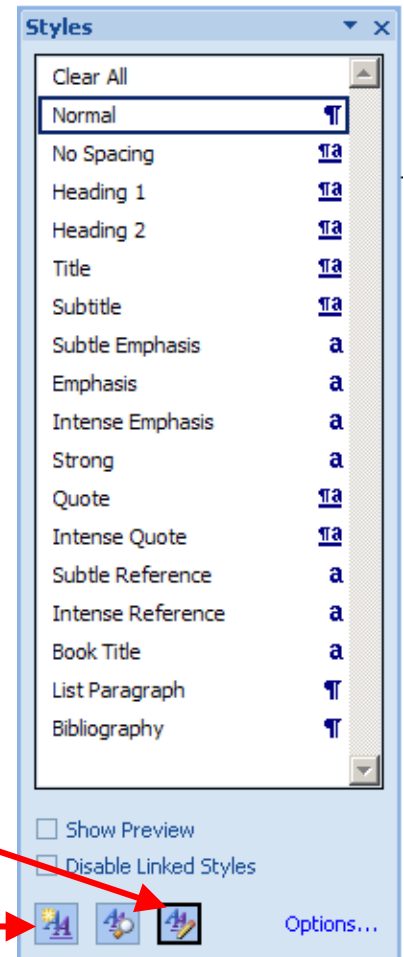 Styles
Clear All
Normal ¶
No Spacing ¶a
Heading 1 ¶a
Heading 2 ¶a
Title ¶a
Subtitle ¶a
Subtle Emphasis a
Emphasis a
Intense Emphasis a
Strong a
Quote ¶a
Intense Quote ¶a
Subtle Reference a
Intense Reference a
Book Title a
List Paragraph ¶
Bibliography ¶
Show Preview
Disable Linked Styles
Options...